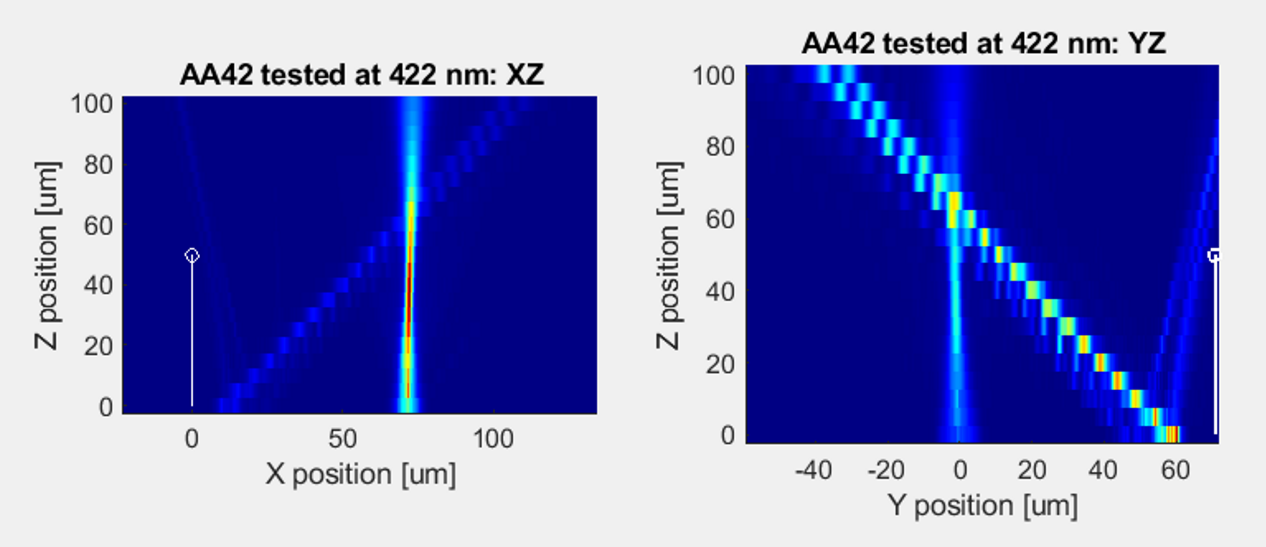 AA42 tested at 422 nm: XZ
100
80
60
40
20
0
Z position [um]
0 50 100
X position [um]
AA42 tested at 422 nm: YZ
100
80
60
40
20
0
Z position [um]
-40 -20 0 20 40 60
Y position [um]